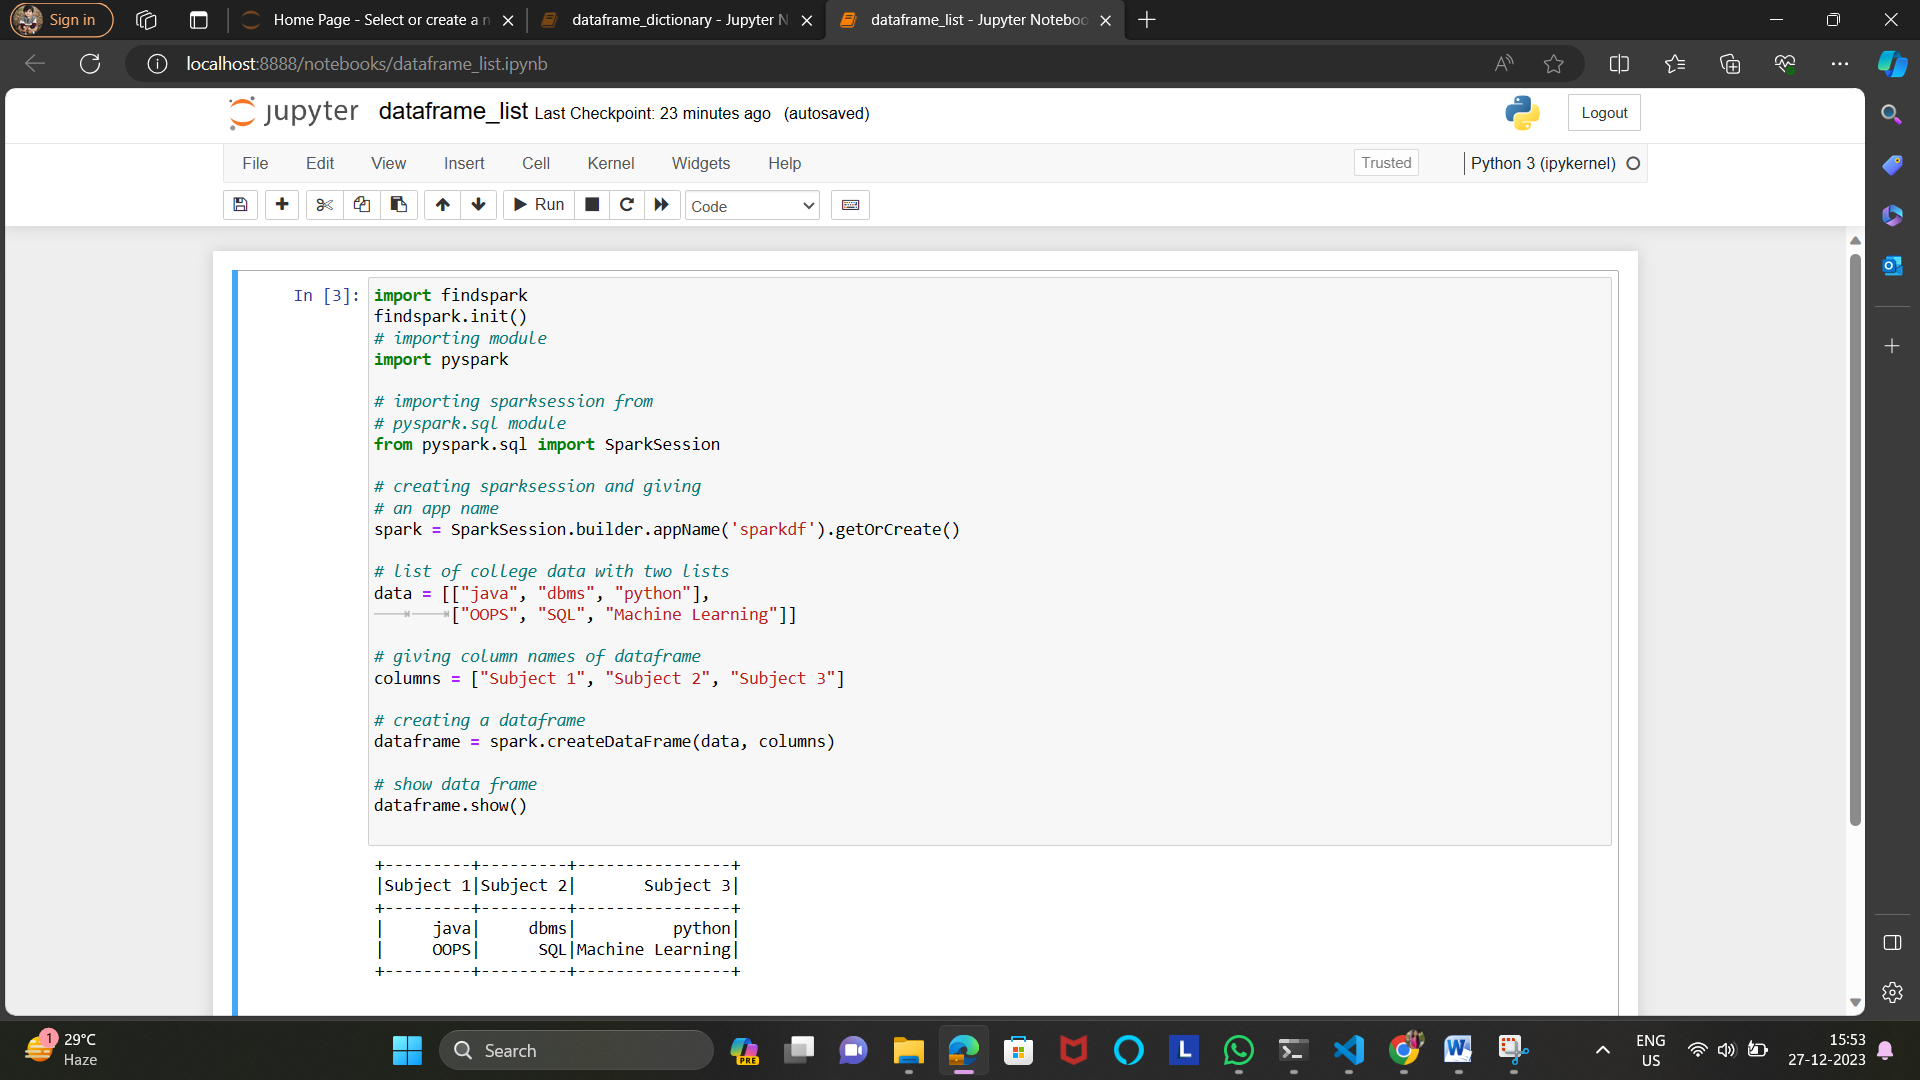 Sign in
Home Page - Select or create a n
dataframe_dictionary - Jupyter N
dataframe_list - Jupyter Noteboo
localhost:8888/notebooks/dataframe_list.ipynb
jupyter dataframe_list Last Checkpoint: 23 minutes ago (autosaved)
Logout
File Edit View Insert Cell Kernel Widgets Help
Trusted
Python 3 (ipykernel)
Run
Code
In [3]:
import findspark
findspark.init()
# importing module
import pyspark
# importing sparksession from
# pyspark.sql module
from pyspark.sql import SparkSession
# creating sparksession and giving
# an app name
spark = SparkSession.builder.appName('sparkdf').getOrCreate()
# list of college data with two lists
data = [["java", "dbms", "python"],
["OOPS", "SQL", "Machine Learning"]]
# giving column names of dataframe
columns = ["Subject 1", "Subject 2", "Subject 3"]
# creating a dataframe
dataframe = spark.createDataFrame(data, columns)
# show data frame
dataframe.show()
+---------+---------+----------------+
|Subject 1|Subject 2|       Subject 3|
+---------+---------+----------------+
|     java|     dbms|          python|
|     OOPS|      SQL|Machine Learning|
+---------+---------+----------------+
1
29°C
Haze
Search
PRE
L
ENG
US
15:53
27-12-2023